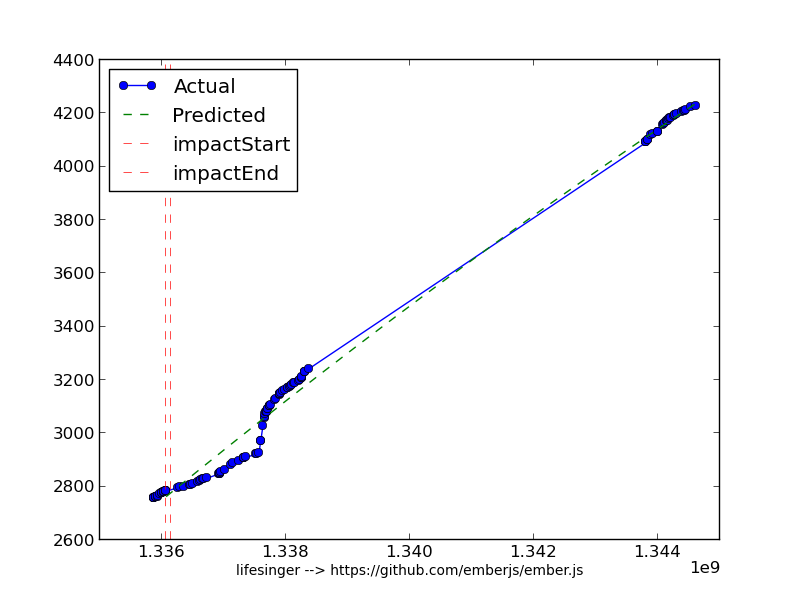 4400
4200
4000
3800
3600
3400
3200
3000
2800
2600
Actual
Predicted
impactStart
impactEnd
1.336 1.338 1.340 1.342 1.344
1e9
lifesinger --> https://github.com/emberjs/ember.js